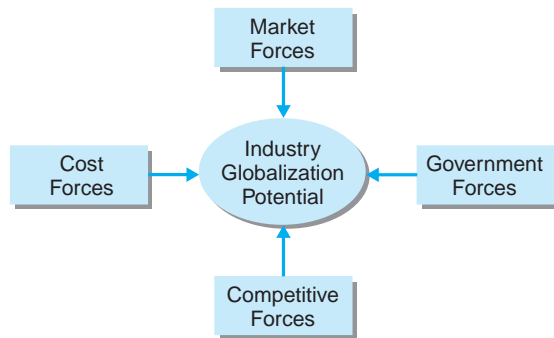 Market
Forces
Cost
Forces
Industry
Globalization
Potential
Government
Forces
Competitive
Forces